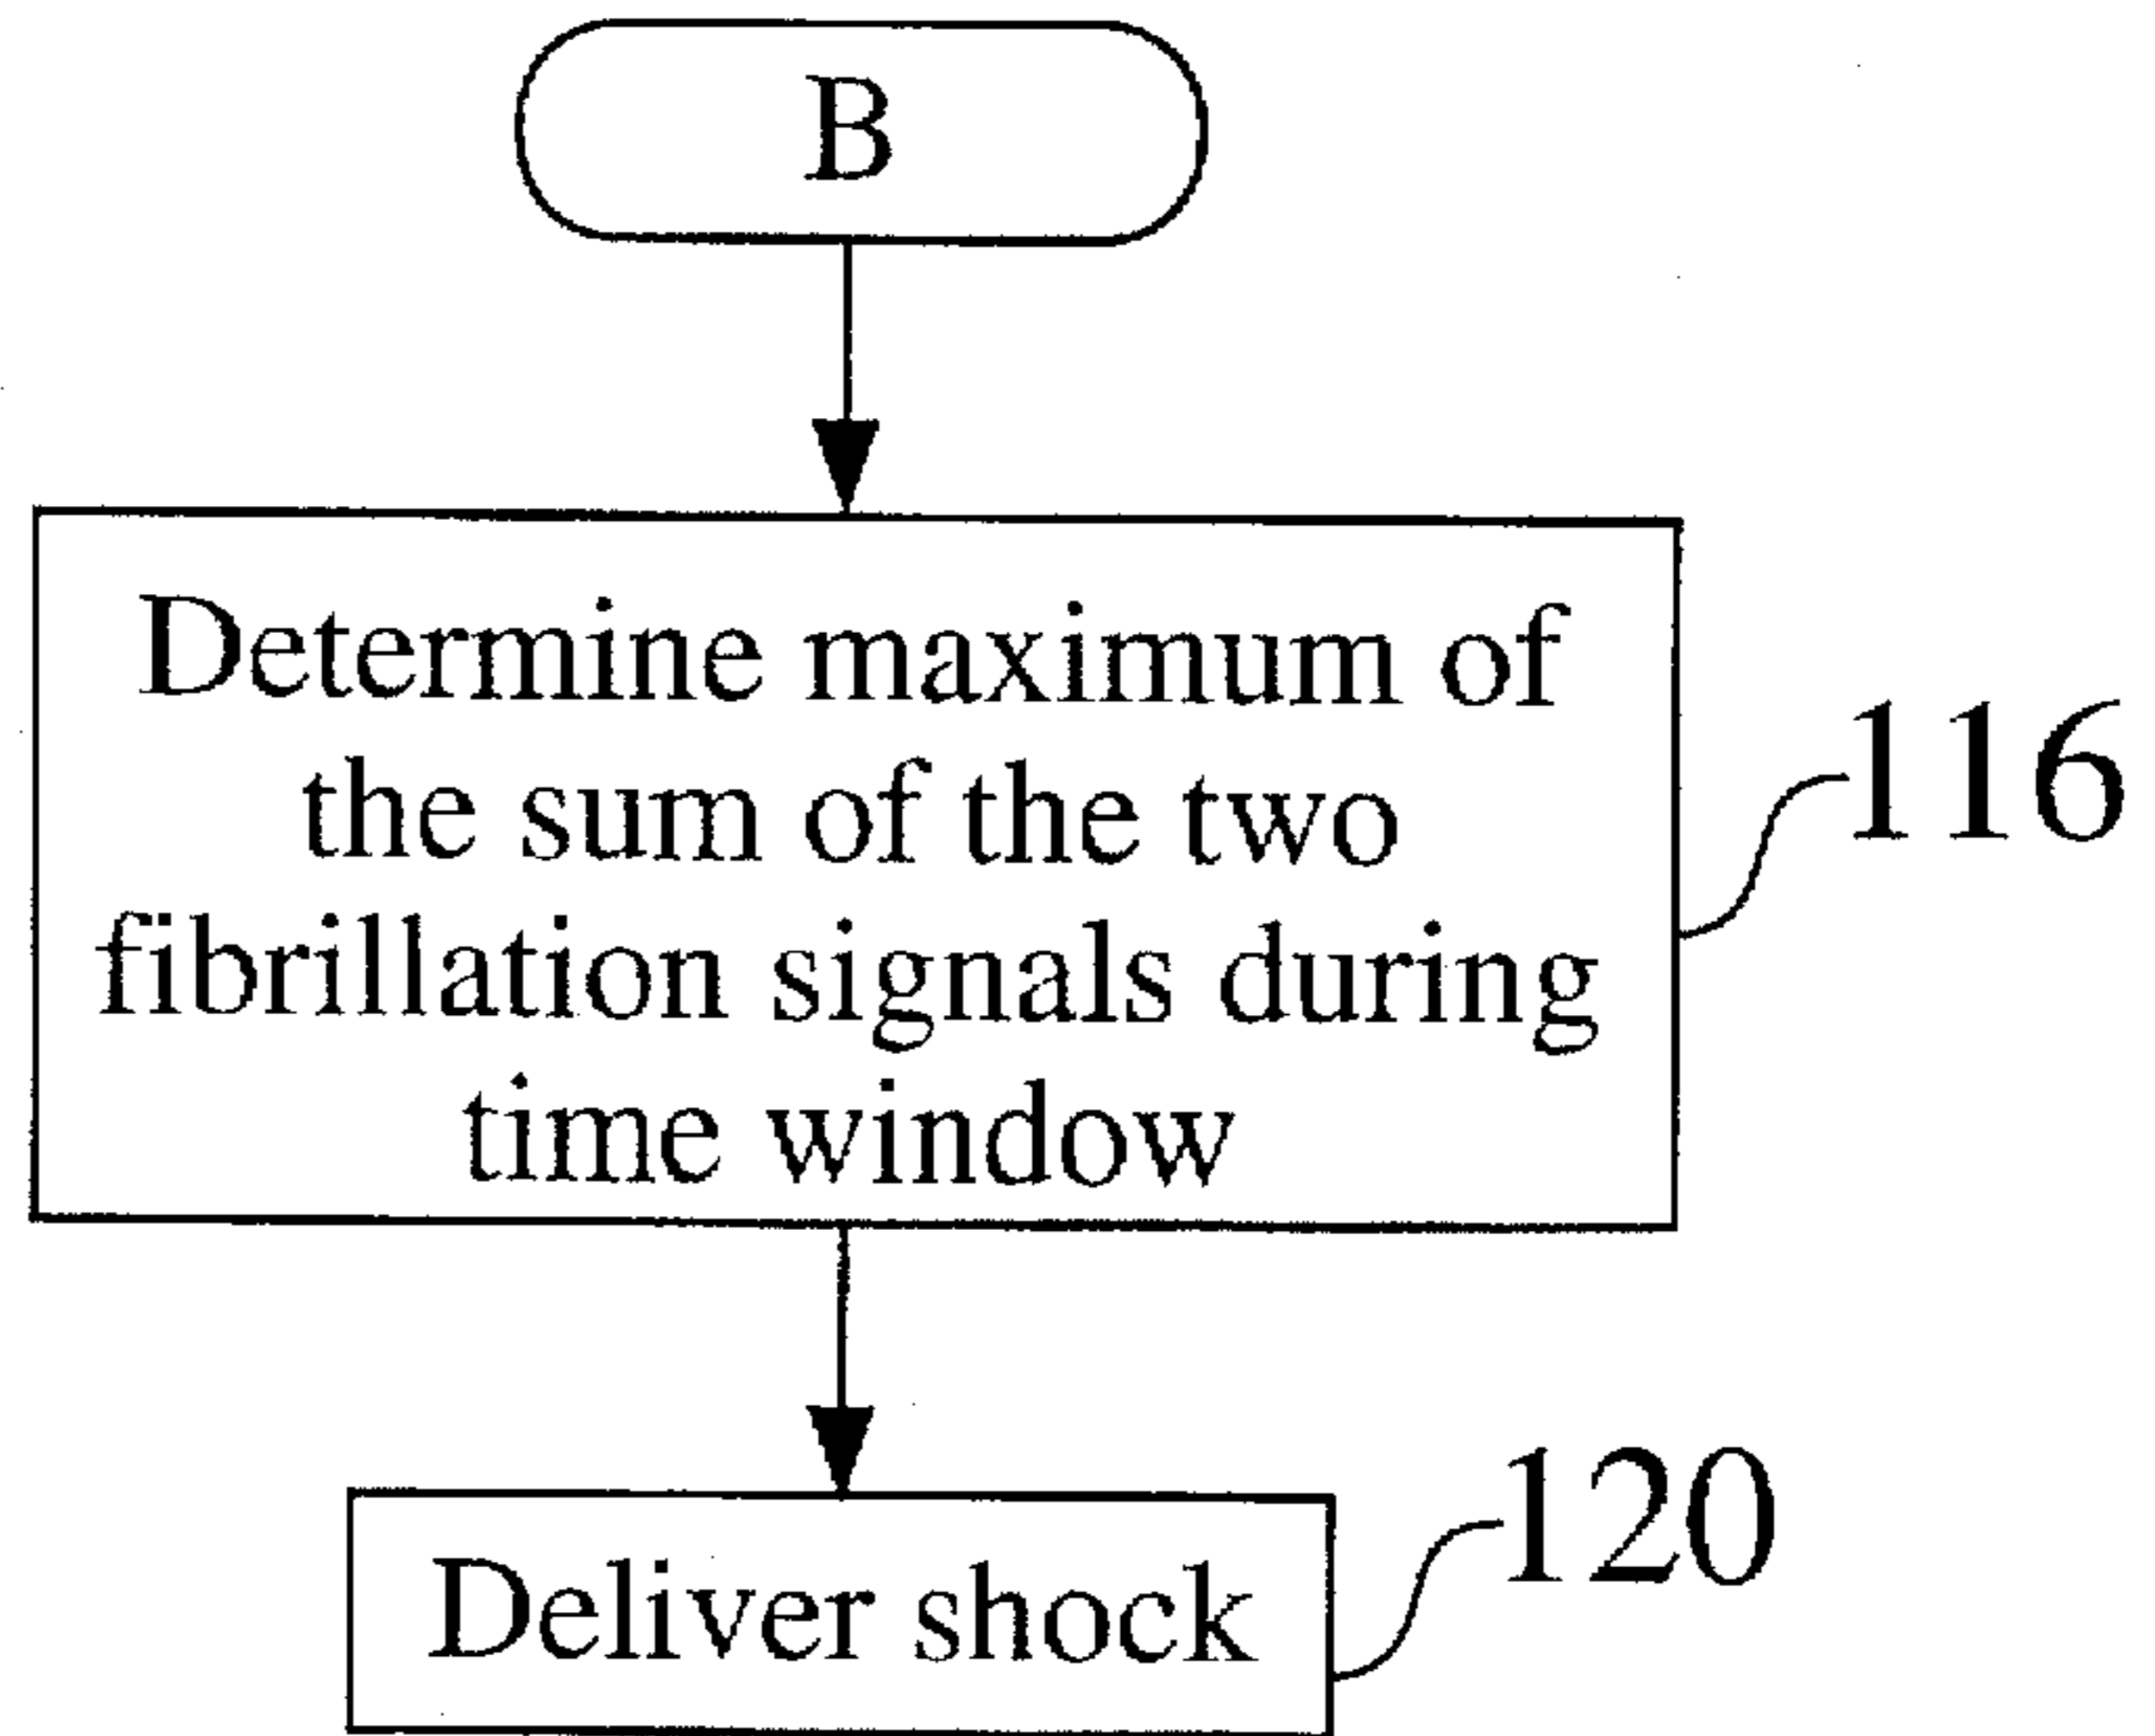 B
Determine maximum of
the sum of the two
fibrillation signals during
time window
116
Deliver shock
120